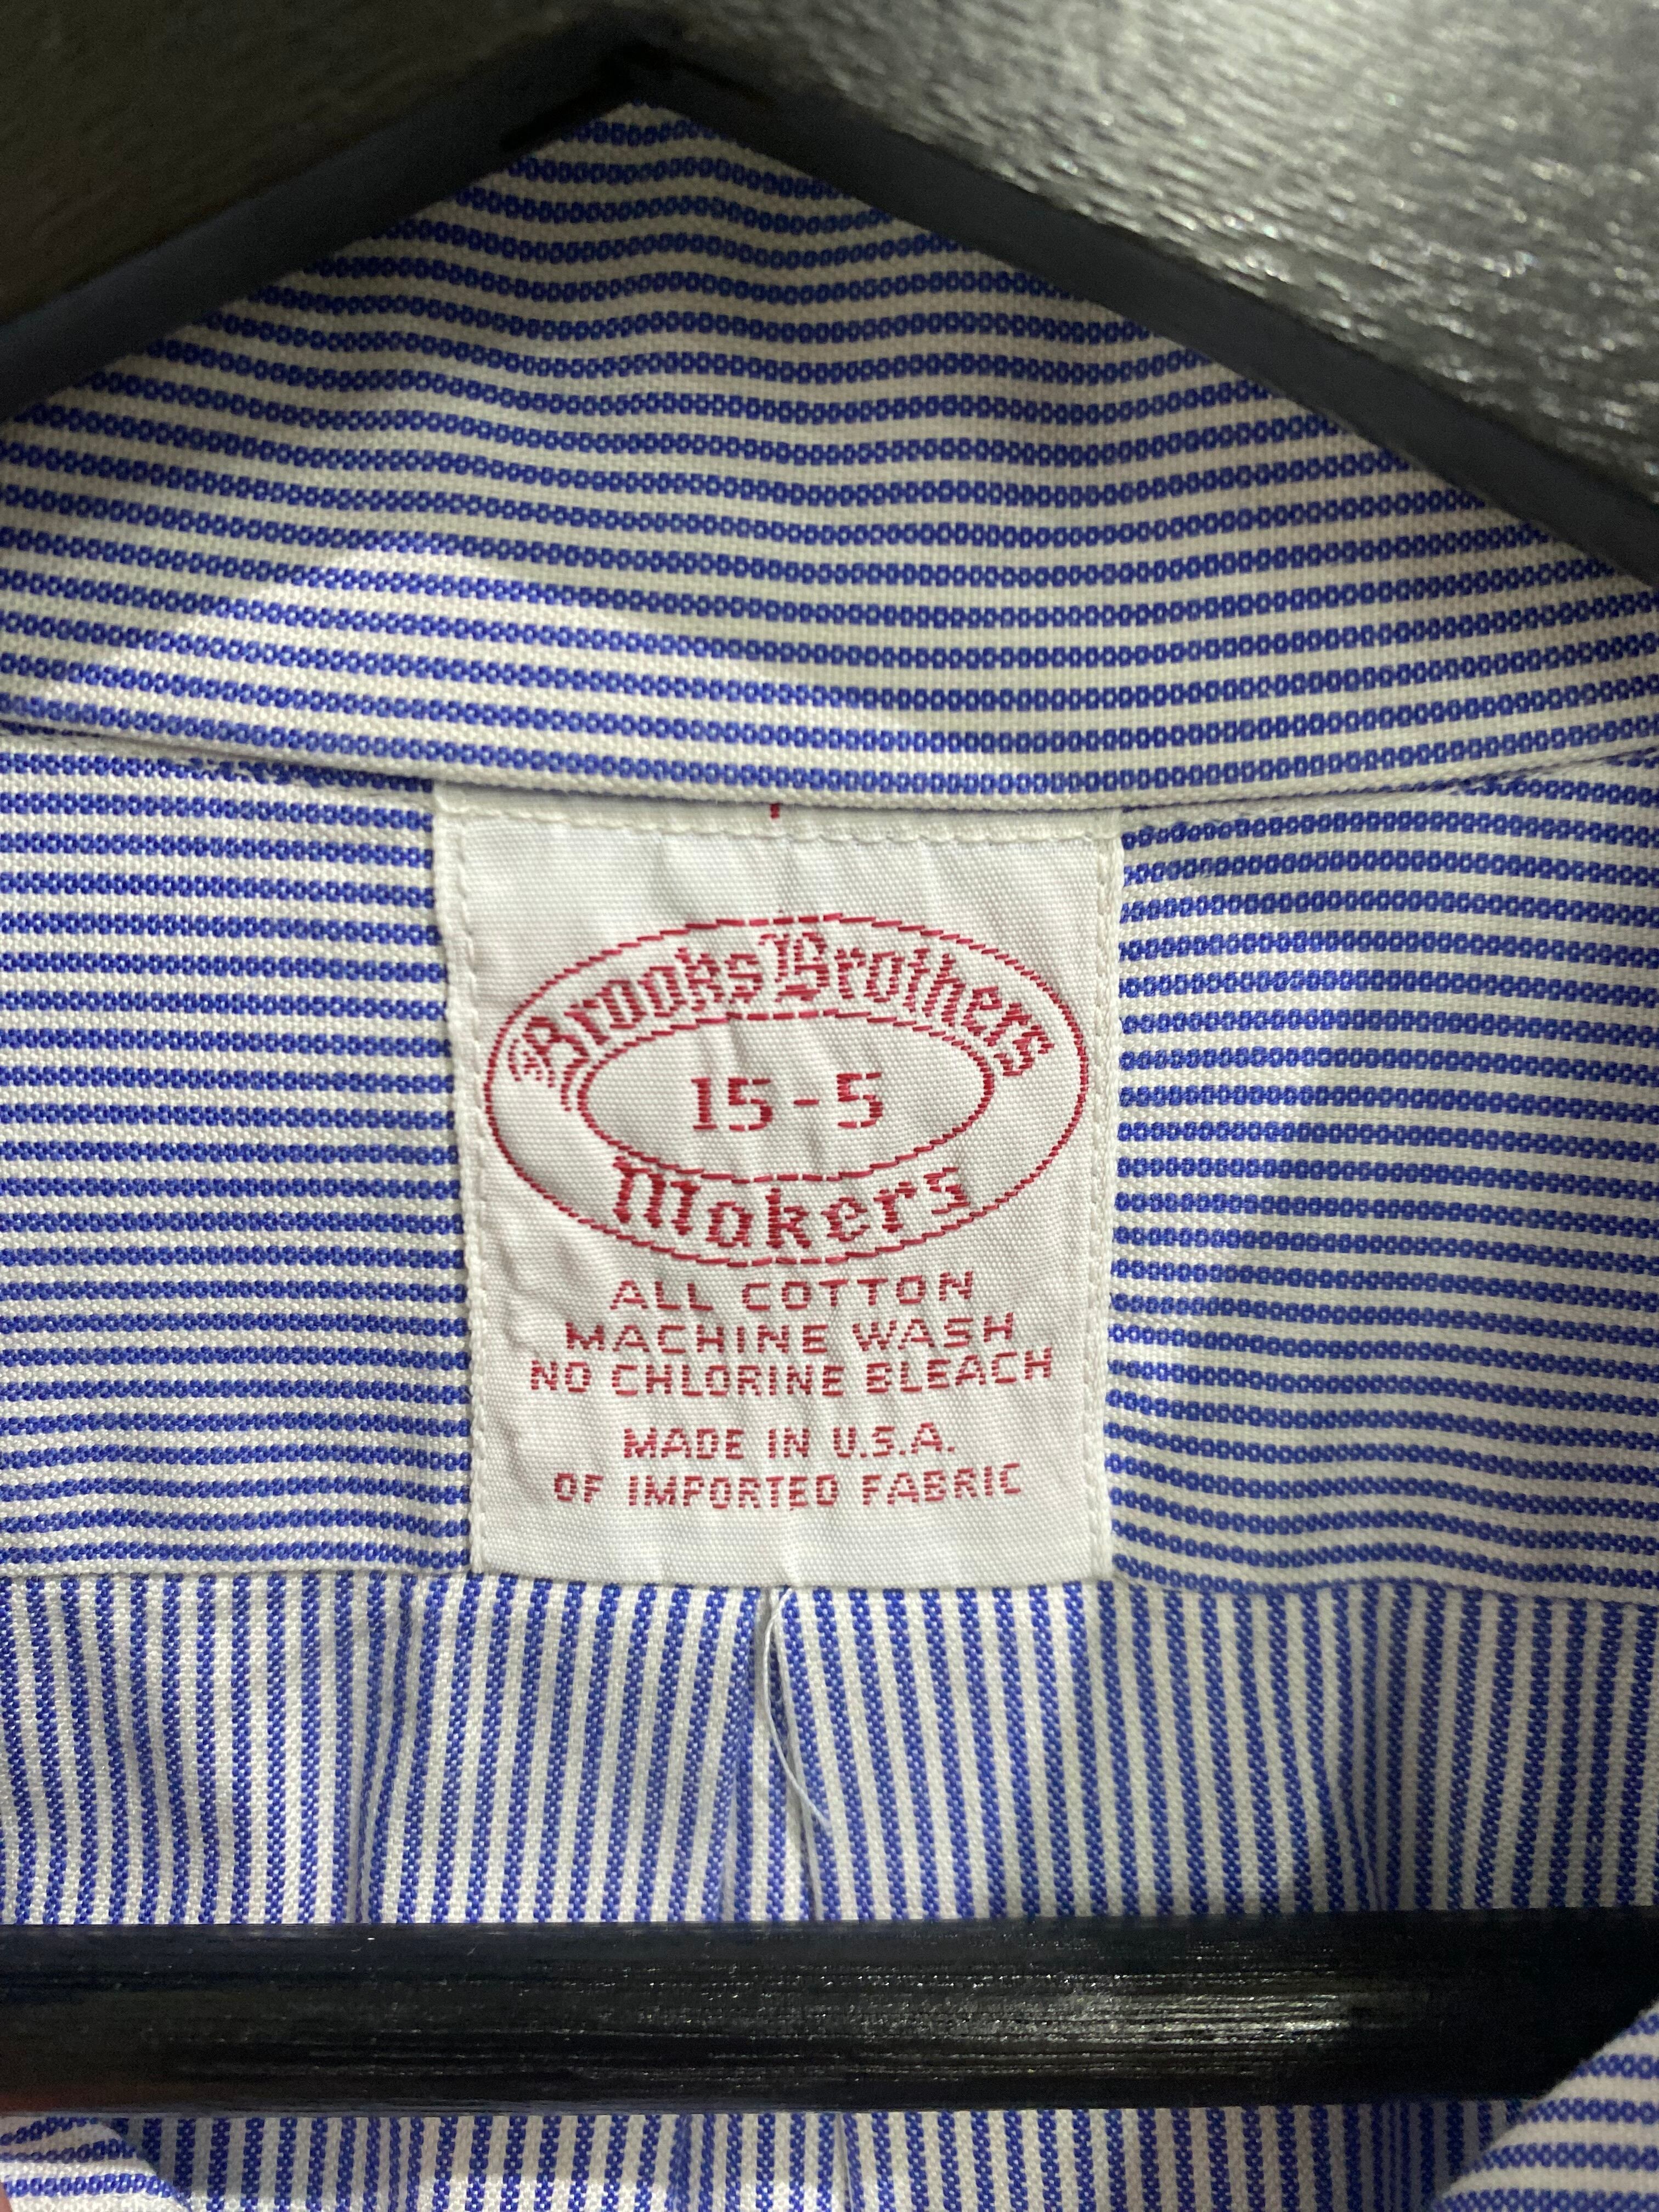 Brooks Brothers
15-5
Makers
ALL COTTON
MACHINE WASH
NO CHLORINE BLEACH
MADE IN U.S.A.
OF IMPORTED FABRIC